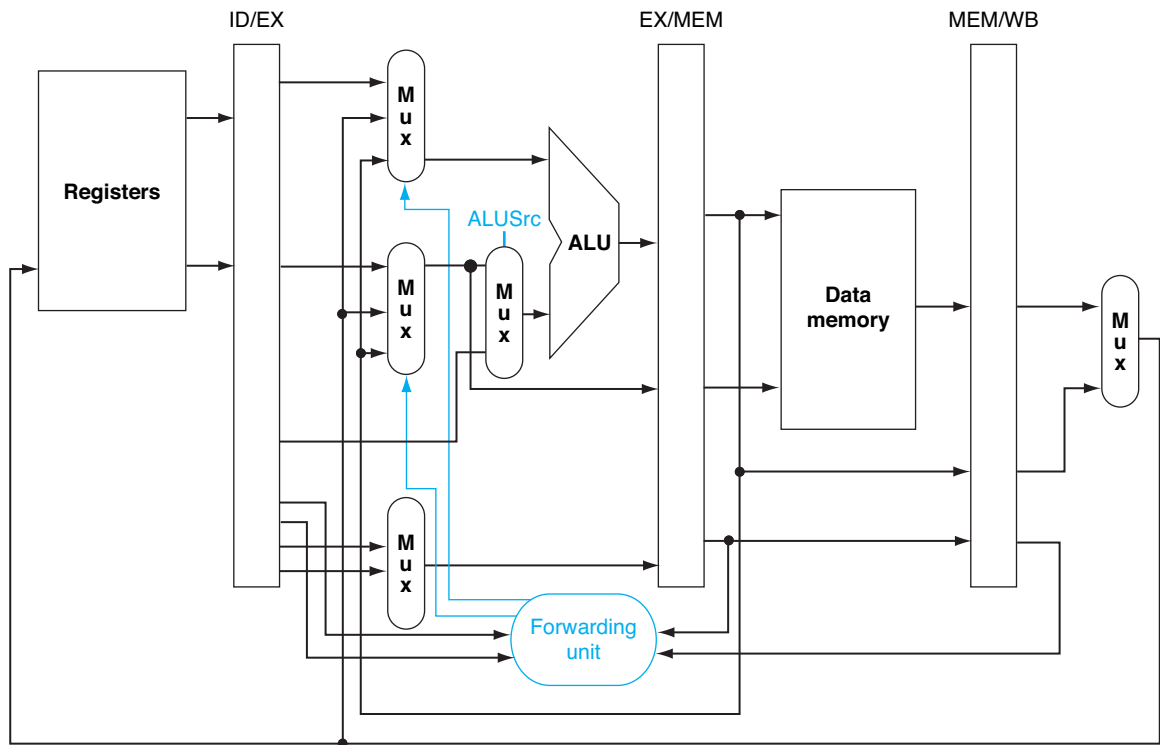 ID/EX
EX/MEM
MEM/WB
M
u
x
Registers
ALUSrc
ALU
M
u
x
M
u
x
Data
memory
M
u
x
M
u
x
Forwarding
unit